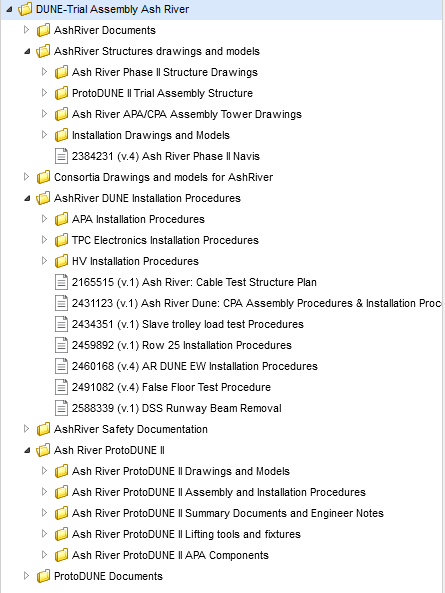 DUNE-Trial Assembly Ash River
AshRiver Documents
AshRiver Structures drawings and models
Ash River Phase II Structure Drawings
ProtoDUNE II Trial Assembly Structure
Ash River APA/CPA Assembly Tower Drawings
Installation Drawings and Models
2384231 (v.4) Ash River Phase II Navis
Consortia Drawings and models for AshRiver
AshRiver DUNE Installation Procedures
APA Installation Procedures
TPC Electronics Installation Procedures
HV Installation Procedures
2165515 (v.1) Ash River: Cable Test Structure Plan
2431123 (v.1) Ash River Dune: CPA Assembly Procedures & Installation Proc
2434351 (v.1) Slave trolley load test Procedures
2459892 (v.1) Row 25 Installation Procedures
2460168 (v.4) AR DUNE EW Installation Procedures
2491082 (v.4) False Floor Test Procedure
2588339 (v.1) DSS Runway Beam Removal
AshRiver Safety Documentation
Ash River ProtoDUNE II
Ash River ProtoDUNE II Drawings and Models
Ash River ProtoDUNE II Assembly and Installation Procedures
Ash River ProtoDUNE II Summary Documents and Engineer Notes
Ash River ProtoDUNE II Lifting tools and fixtures
Ash River ProtoDUNE II APA Components
ProtoDUNE Documents